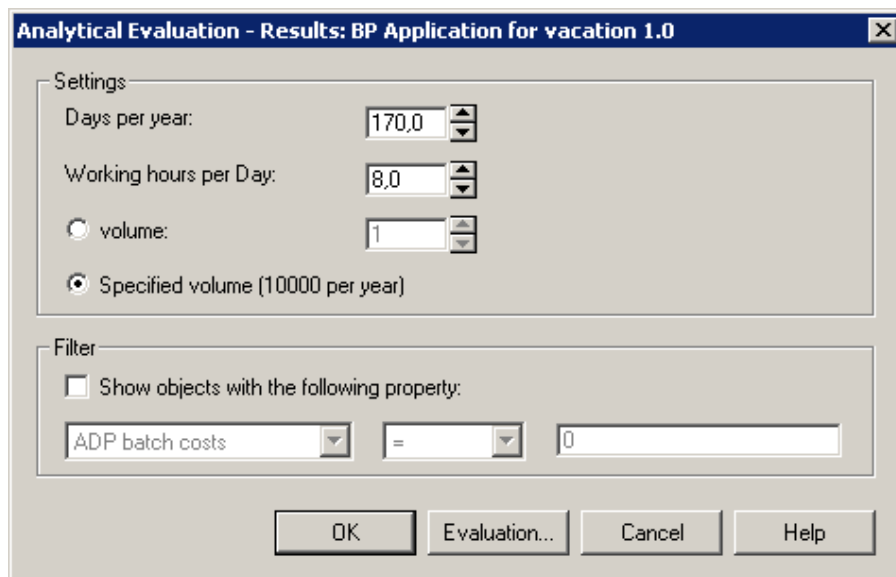 Analytical Evaluation - Results: BP Application for vacation 1.0
Settings
Days per year: 170,0
Working hours per Day: 8,0
volume: 1
Specified volume (10000 per year)
Filter
Show objects with the following property:
ADP batch costs = 0
OK Evaluation... Cancel Help